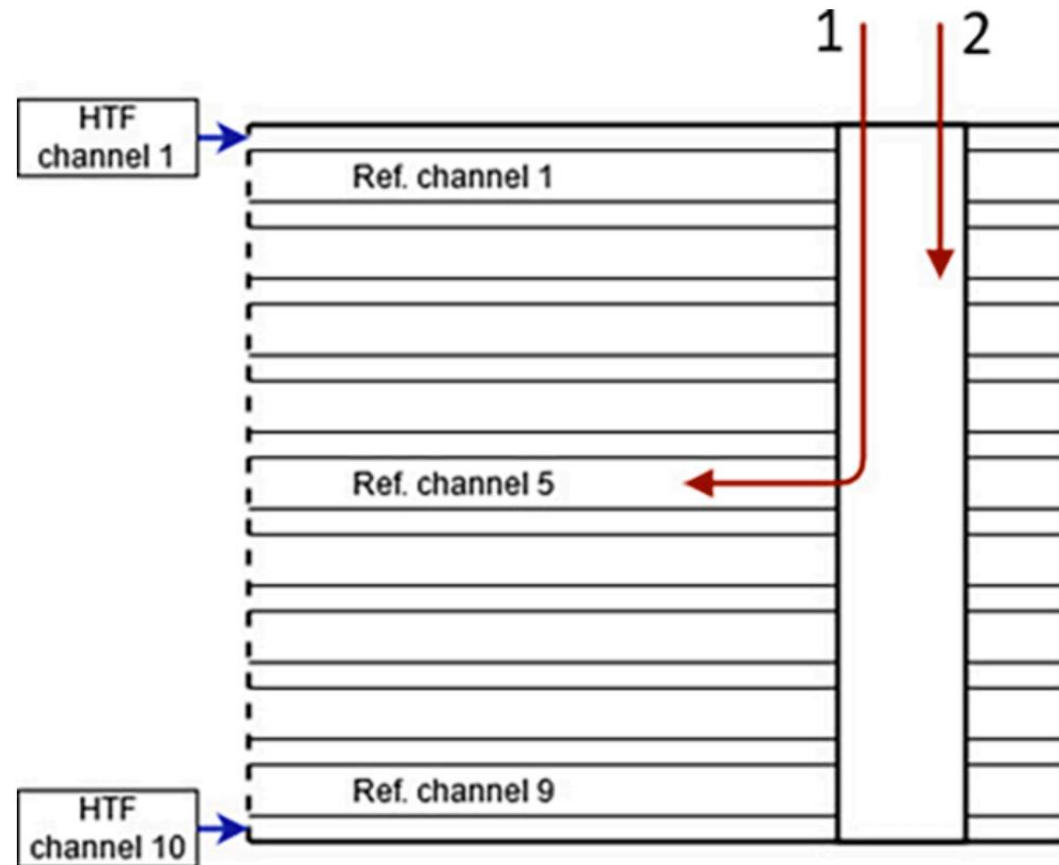 1
2
HTF
channel 1
Ref. channel 1
Ref. channel 5
Ref. channel 9
HTF
channel 10